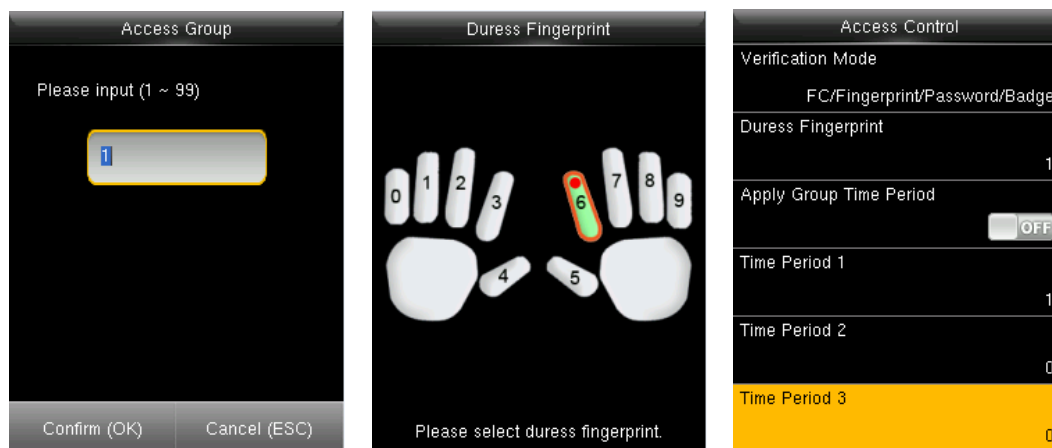 Access Group
Please input (1 ~ 99)
1
Confirm (OK) Cancel (ESC)
Duress Fingerprint
0 1 2 3 6 7 8 9
4 5
Please select duress fingerprint.
Access Control
Verification Mode
FC/Fingerprint/Password/Badge
Duress Fingerprint
1
Apply Group Time Period
OFF
Time Period 1
1
Time Period 2
0
Time Period 3
0